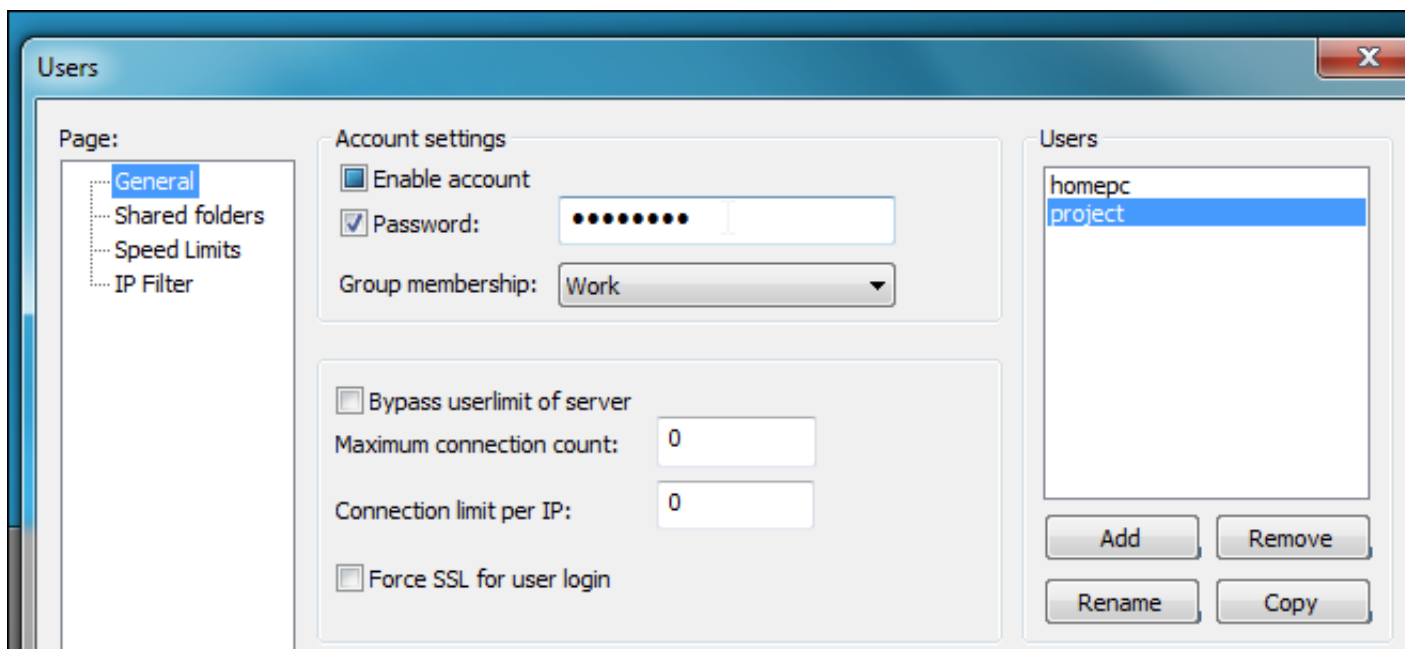 Users
Page:
General
Shared folders
Speed Limits
IP Filter
Account settings
Enable account
Password: ●●●●●●●●
Group membership: Work
Bypass userlimit of server
Maximum connection count: 0
Connection limit per IP: 0
Force SSL for user login
Users
homepc
project
Add Remove
Rename Copy